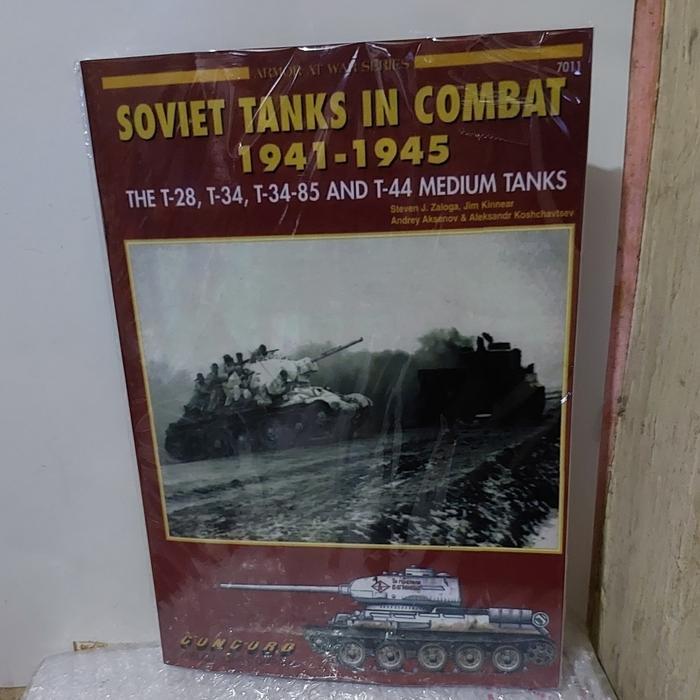 ARMOR AT WAR SERIES
7011
SOVIET TANKS IN COMBAT
1941-1945
THE T-28, T-34, T-34-85 AND T-44 MEDIUM TANKS
Steven J. Zaloga, Jim Kinnear
Andrey Aksenov & Aleksandr Koshchavtsev
CONCORD